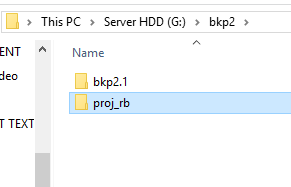 This PC > Server HDD (G:) > bkp2 >
ENT
Name
deo
bkp2.1
proj_rb
T TEXT